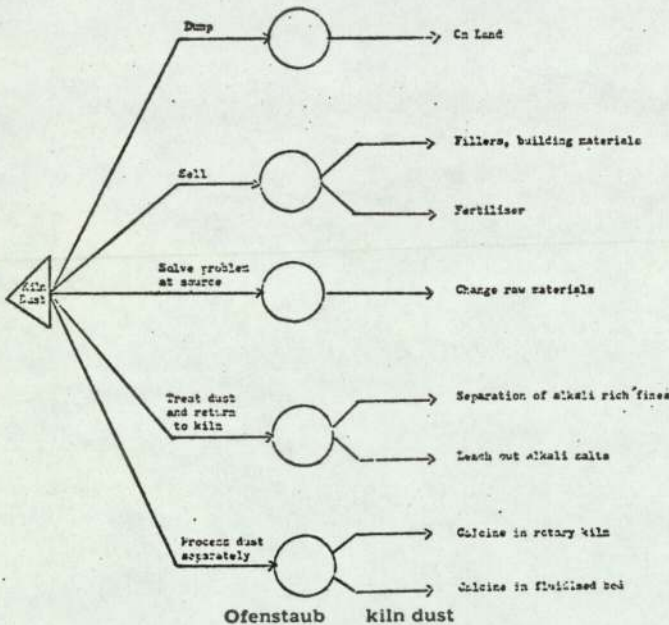 Dump
On Land
Fillers, building materials
Sell
Fertiliser
Solve problem
at source
Kiln
Dust
Change raw materials
Treat dust
and return
to kiln
Separation of alkali rich fines
Leach out alkali salts
Process dust
separately
Calcine in rotary kiln
Calcine in fluidised bed
Ofenstaub kiln dust